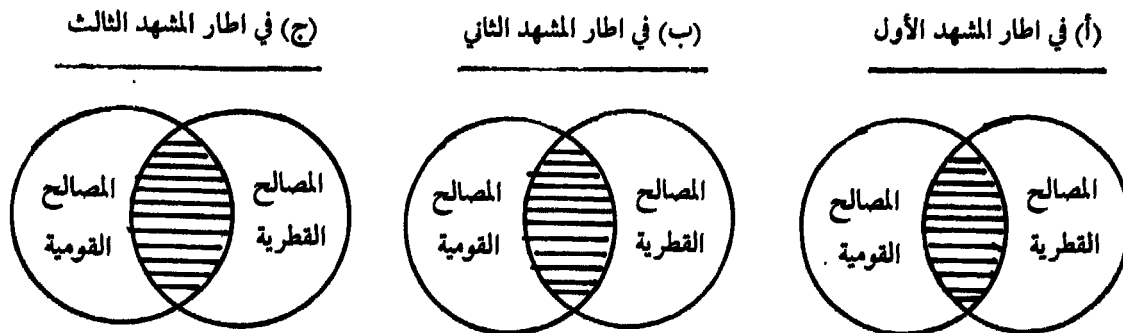 (أ) في اطار المشهد الأول
(ب) في اطار المشهد الثاني
(ج) في اطار المشهد الثالث
المصالح
القطرية
المصالح
القومية
المصالح
القطرية
المصالح
القومية
المصالح
القطرية
المصالح
القومية